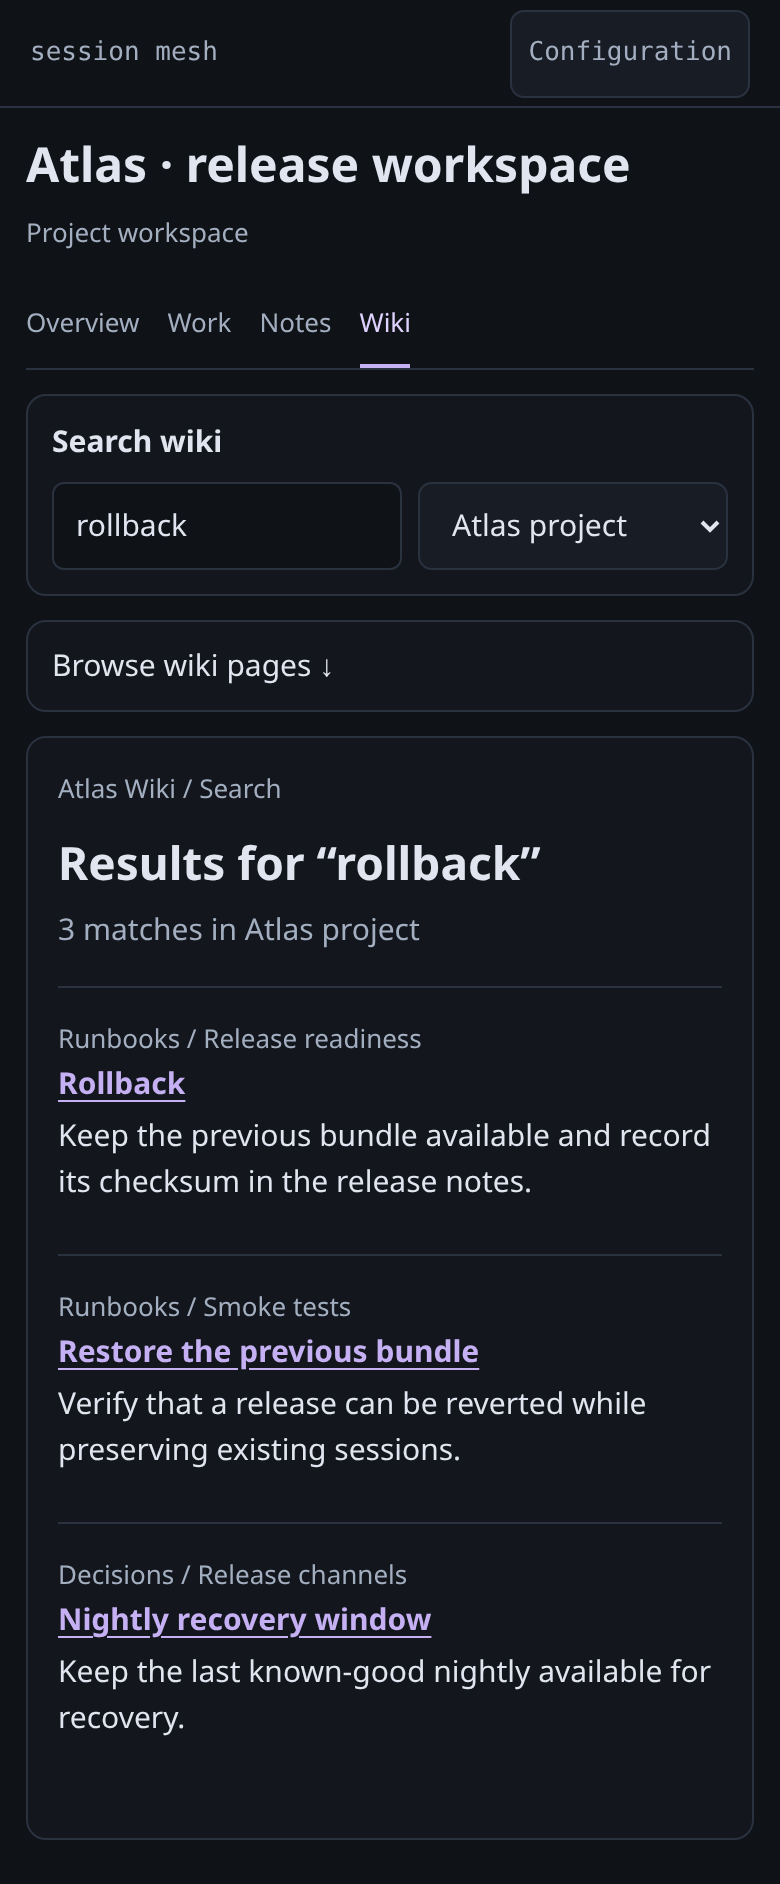 session mesh
Configuration
Atlas · release workspace
Project workspace
Overview Work Notes Wiki
Search wiki
rollback
Atlas project
Browse wiki pages ↓
Atlas Wiki / Search
Results for “rollback”
3 matches in Atlas project
Runbooks / Release readiness
Rollback
Keep the previous bundle available and record
its checksum in the release notes.
Runbooks / Smoke tests
Restore the previous bundle
Verify that a release can be reverted while
preserving existing sessions.
Decisions / Release channels
Nightly recovery window
Keep the last known-good nightly available for
recovery.